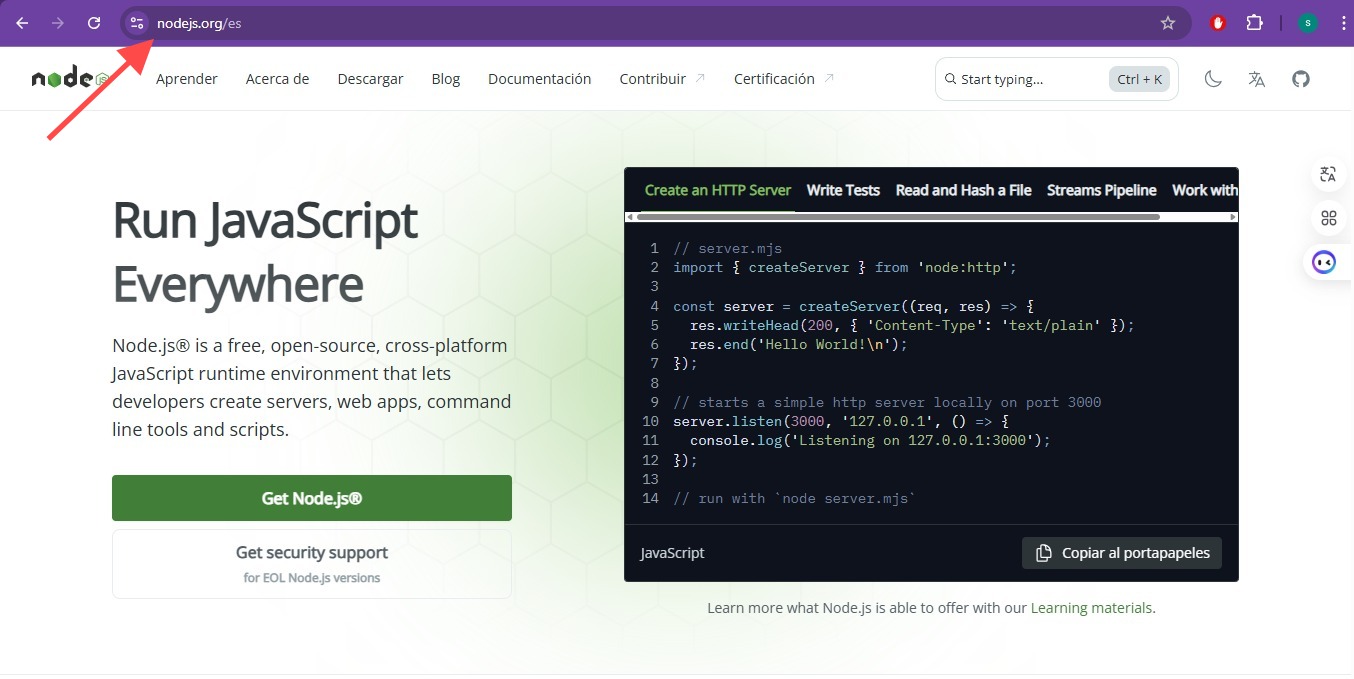 nodejs.org/es
s
node
JS
Aprender Acerca de Descargar Blog Documentación Contribuir Certificación
Start typing... Ctrl + K
Create an HTTP Server Write Tests Read and Hash a File Streams Pipeline Work with
Run JavaScript
Everywhere
Node.js® is a free, open-source, cross-platform
JavaScript runtime environment that lets
developers create servers, web apps, command
line tools and scripts.
Get Node.js®
Get security support
for EOL Node.js versions
1 // server.mjs
2 import { createServer } from 'node:http';
3
4 const server = createServer((req, res) => {
5   res.writeHead(200, { 'Content-Type': 'text/plain' });
6   res.end('Hello World!\n');
7 });
8
9 // starts a simple http server locally on port 3000
10 server.listen(3000, '127.0.0.1', () => {
11   console.log('Listening on 127.0.0.1:3000');
12 });
13
14 // run with `node server.mjs`
JavaScript Copiar al portapapeles
Learn more what Node.js is able to offer with our Learning materials.